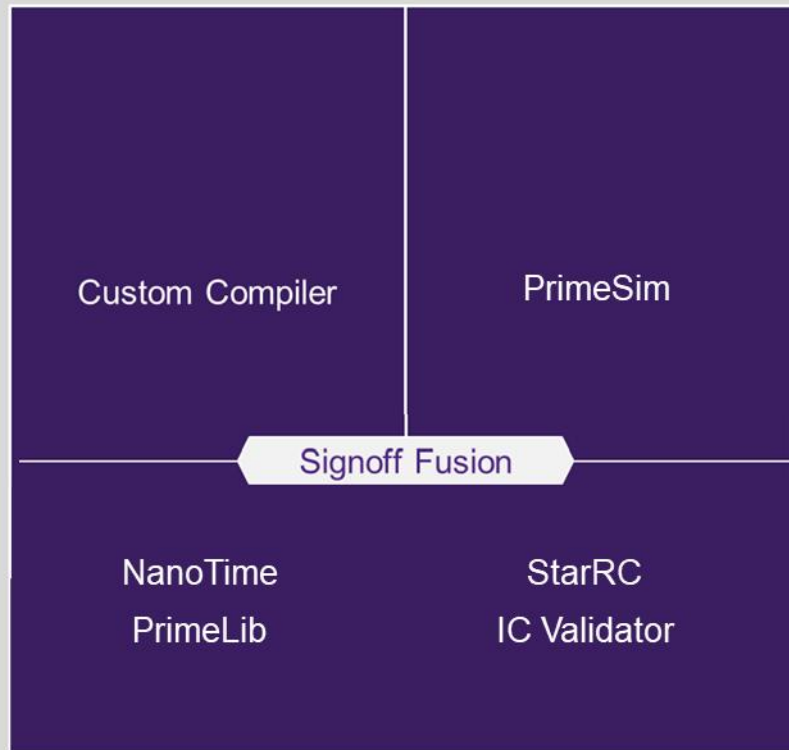 Custom Compiler
PrimeSim
Signoff Fusion
NanoTime
PrimeLib
StarRC
IC Validator